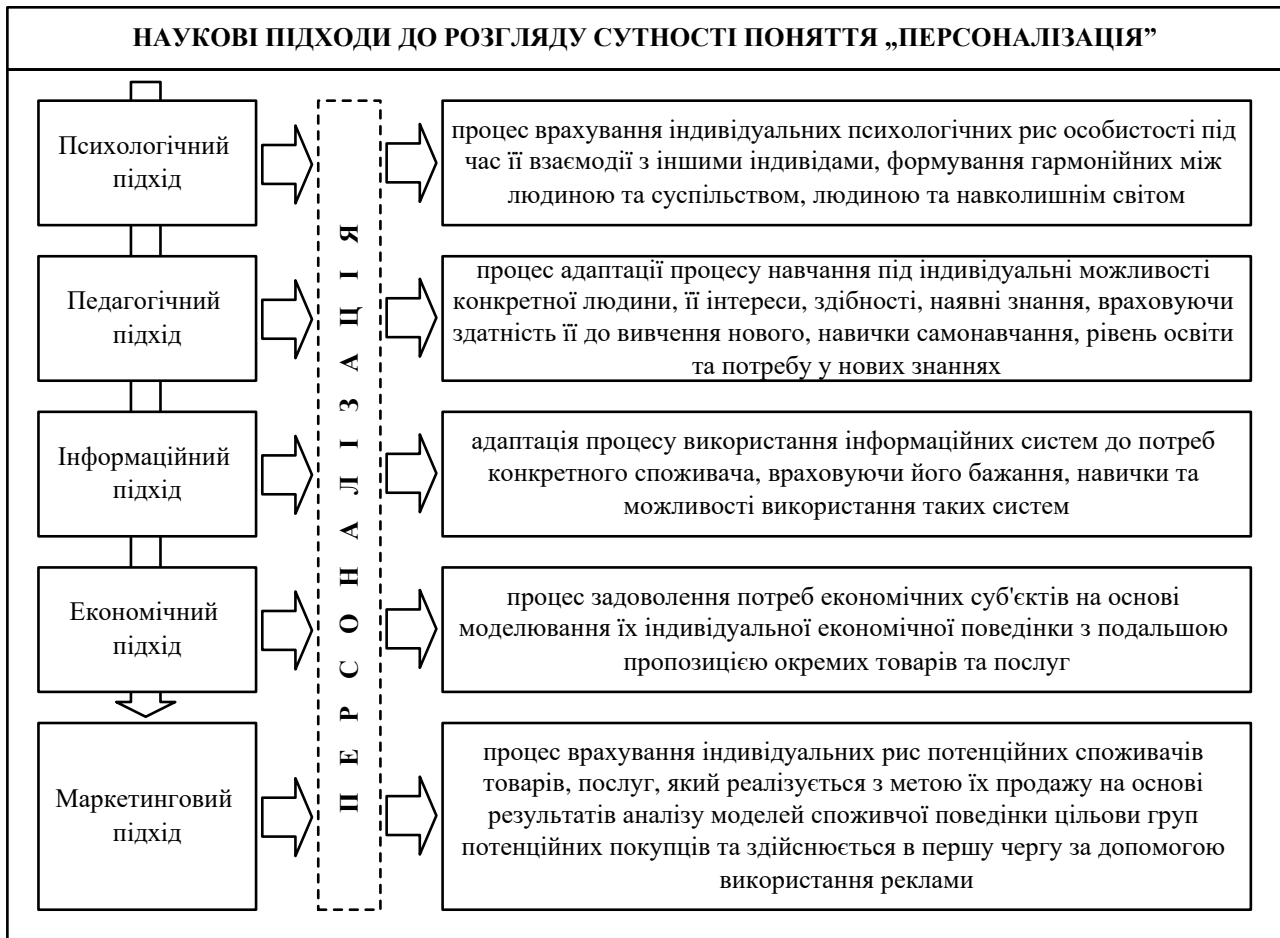 НАУКОВІ ПІДХОДИ ДО РОЗГЛЯДУ СУТНОСТІ ПОНЯТТЯ „ПЕРСОНАЛІЗАЦІЯ”
Психологічний
підхід
процес врахування індивідуальних психологічних рис особистості під
час її взаємодії з іншими індивідами, формування гармонійних між
людиною та суспільством, людиною та навколишнім світом
Педагогічний
підхід
процес адаптації процесу навчання під індивідуальні можливості
конкретної людини, її інтереси, здібності, наявні знання, враховуючи
здатність її до вивчення нового, навички самонавчання, рівень освіти
та потребу у нових знаннях
Інформаційний
підхід
адаптація процесу використання інформаційних систем до потреб
конкретного споживача, враховуючи його бажання, навички та
можливості використання таких систем
Економічний
підхід
процес задоволення потреб економічних суб'єктів на основі
моделювання їх індивідуальної економічної поведінки з подальшою
пропозицією окремих товарів та послуг
Маркетинговий
підхід
процес врахування індивідуальних рис потенційних споживачів
товарів, послуг, який реалізується з метою їх продажу на основі
результатів аналізу моделей споживчої поведінки цільови груп
потенційних покупців та здійснюється в першу чергу за допомогою
використання реклами
П Е Р С О Н А Л І З А Ц І Я